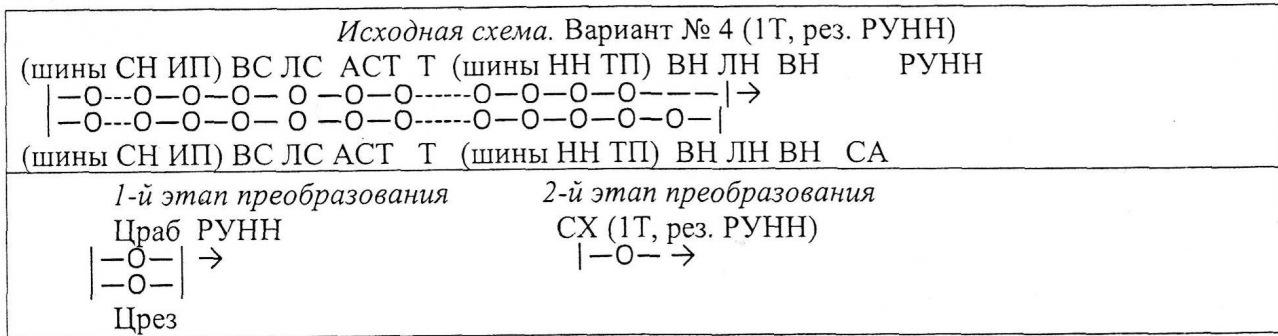 Исходная схема. Вариант № 4 (1Т, рез. РУНН)
(шины СН ИП) ВС ЛС АСТ Т (шины НН ТП) ВН ЛН ВН РУНН
|—О---О—О—О— О —О—О------О—О—О—О———|→
|—О---О—О—О— О —О—О------О—О—О—О—О—|
(шины СН ИП) ВС ЛС АСТ Т (шины НН ТП) ВН ЛН ВН СА
1-й этап преобразования 2-й этап преобразования
Цраб РУНН СХ (1Т, рез. РУНН)
|—О—| → |—О— →
|—О—|
Црез